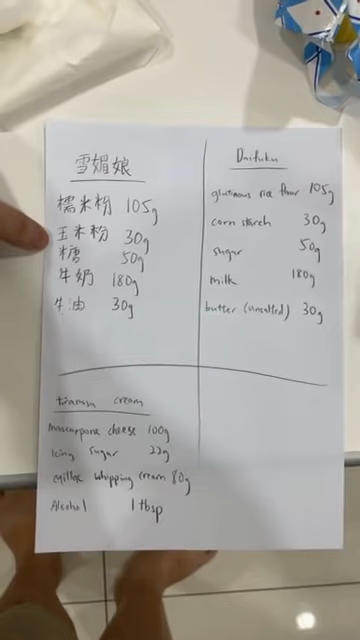 雪媚娘
糯米粉 105g
玉米粉 30g
糖 50g
牛奶 180g
牛油 30g
Daifuku
glutinous rice flour 105g
corn starch 30g
sugar 50g
milk 180g
butter (unsalted) 30g
tiramisu cream
mascarpone cheese 100g
Icing sugar 22g
whipping cream 80g
Alcohol 1 tbsp